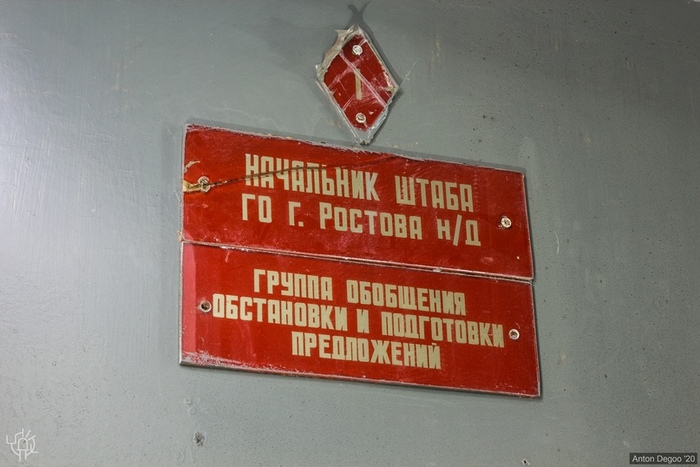 1
НАЧАЛЬНИК ШТАБА
ГО Г. РОСТОВА Н/Д
ГРУППА ОБОБЩЕНИЯ
ОБСТАНОВКИ И ПОДГОТОВКИ
ПРЕДЛОЖЕНИЙ
Anton Degoo '20